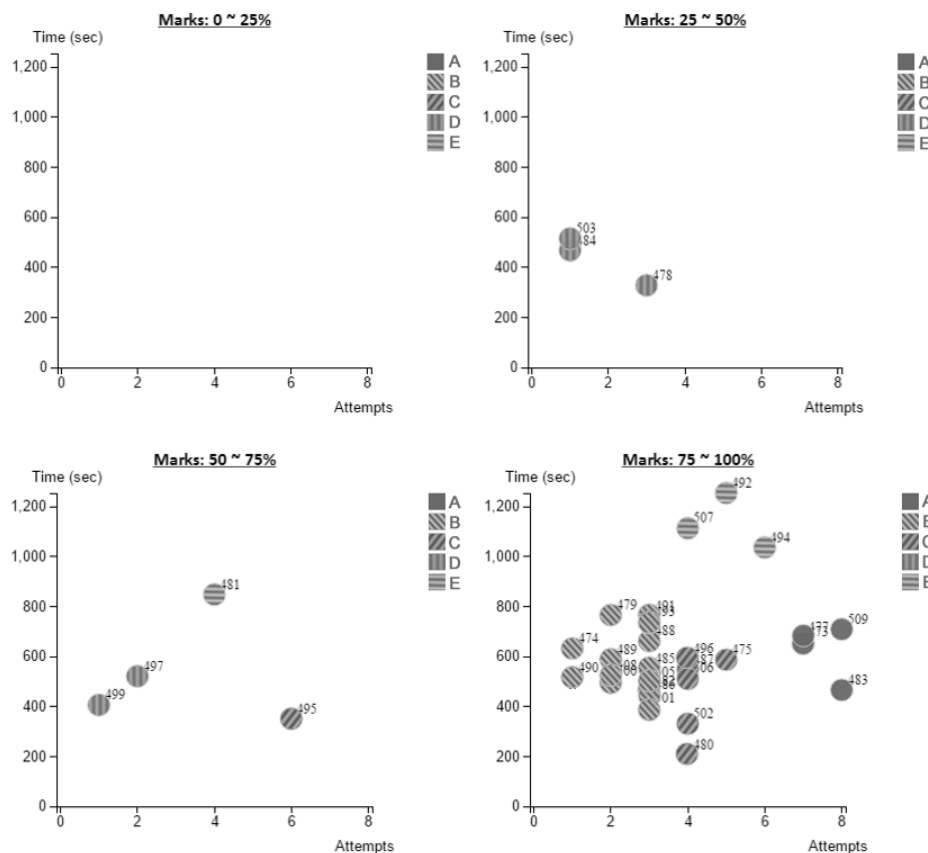 Marks: 0 ~ 25%
Time (sec)
1,200
1,000
800
600
400
200
0
0 2 4 6 8
Attempts
A
B
C
D
E
Marks: 25 ~ 50%
Time (sec)
1,200
1,000
800
600
400
200
0
503
484
478
0 2 4 6 8
Attempts
A
B
C
D
E
Marks: 50 ~ 75%
Time (sec)
1,200
1,000
800
600
400
200
0
481
497
499
495
0 2 4 6 8
Attempts
A
B
C
D
E
Marks: 75 ~ 100%
Time (sec)
1,200
1,000
800
600
400
200
0
492
507
494
479
491
488
474
489
485
490
496
475
477
509
483
502
480
0 2 4 6 8
Attempts
A
B
C
D
E